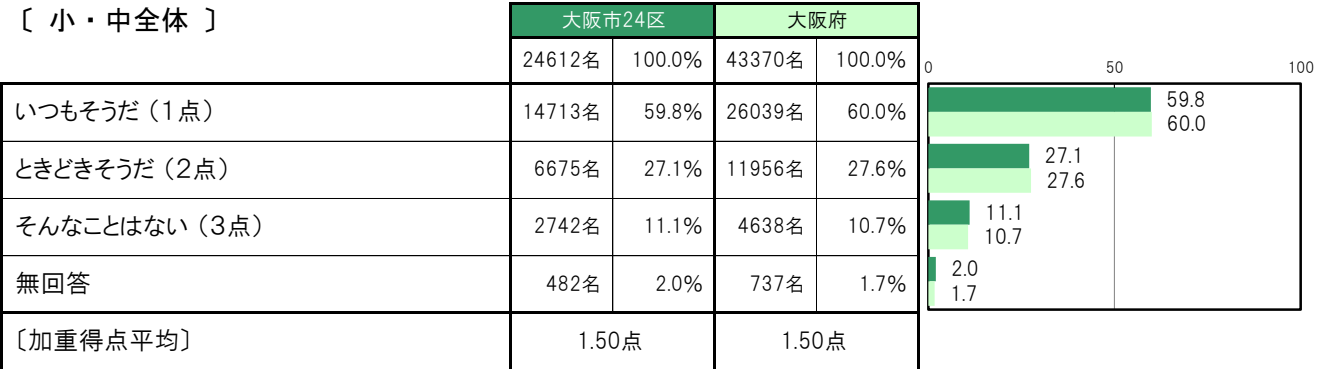 〔 小・中全体 〕
大阪市24区 大阪府
24612名 100.0% 43370名 100.0%
0 50 100
いつもそうだ（1点） 14713名 59.8% 26039名 60.0%
59.8
60.0
ときどきそうだ（2点） 6675名 27.1% 11956名 27.6%
27.1
27.6
そんなことはない（3点） 2742名 11.1% 4638名 10.7%
11.1
10.7
無回答 482名 2.0% 737名 1.7%
2.0
1.7
〔加重得点平均〕 1.50点 1.50点